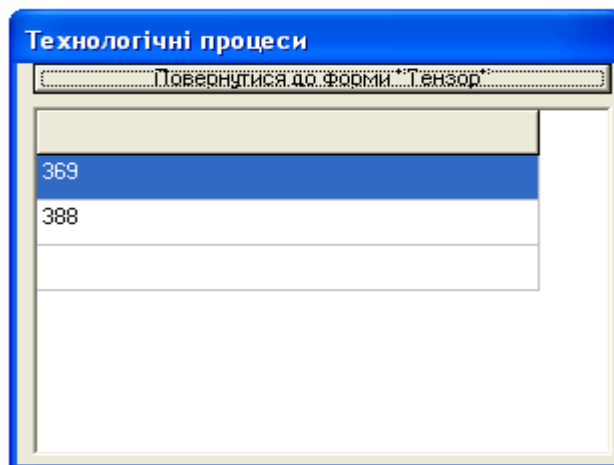 Технологічні процеси
Повернутися до форми "Тензор"
369
388